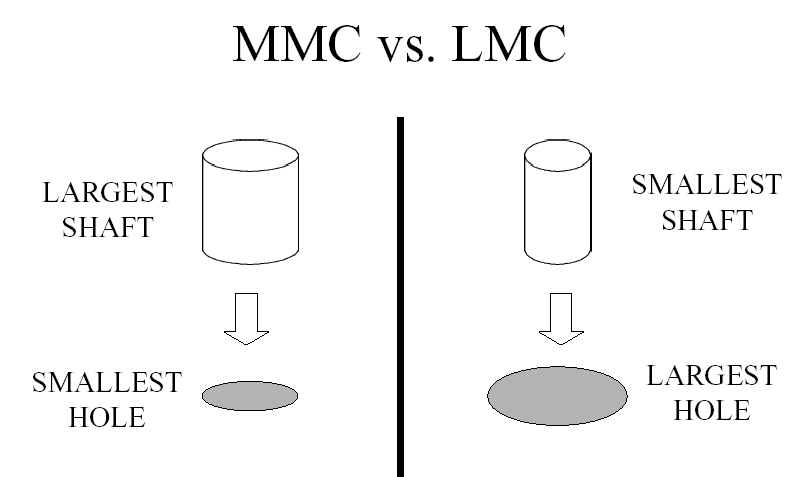 MMC vs. LMC
LARGEST
SHAFT
SMALLEST
HOLE
SMALLEST
SHAFT
LARGEST
HOLE